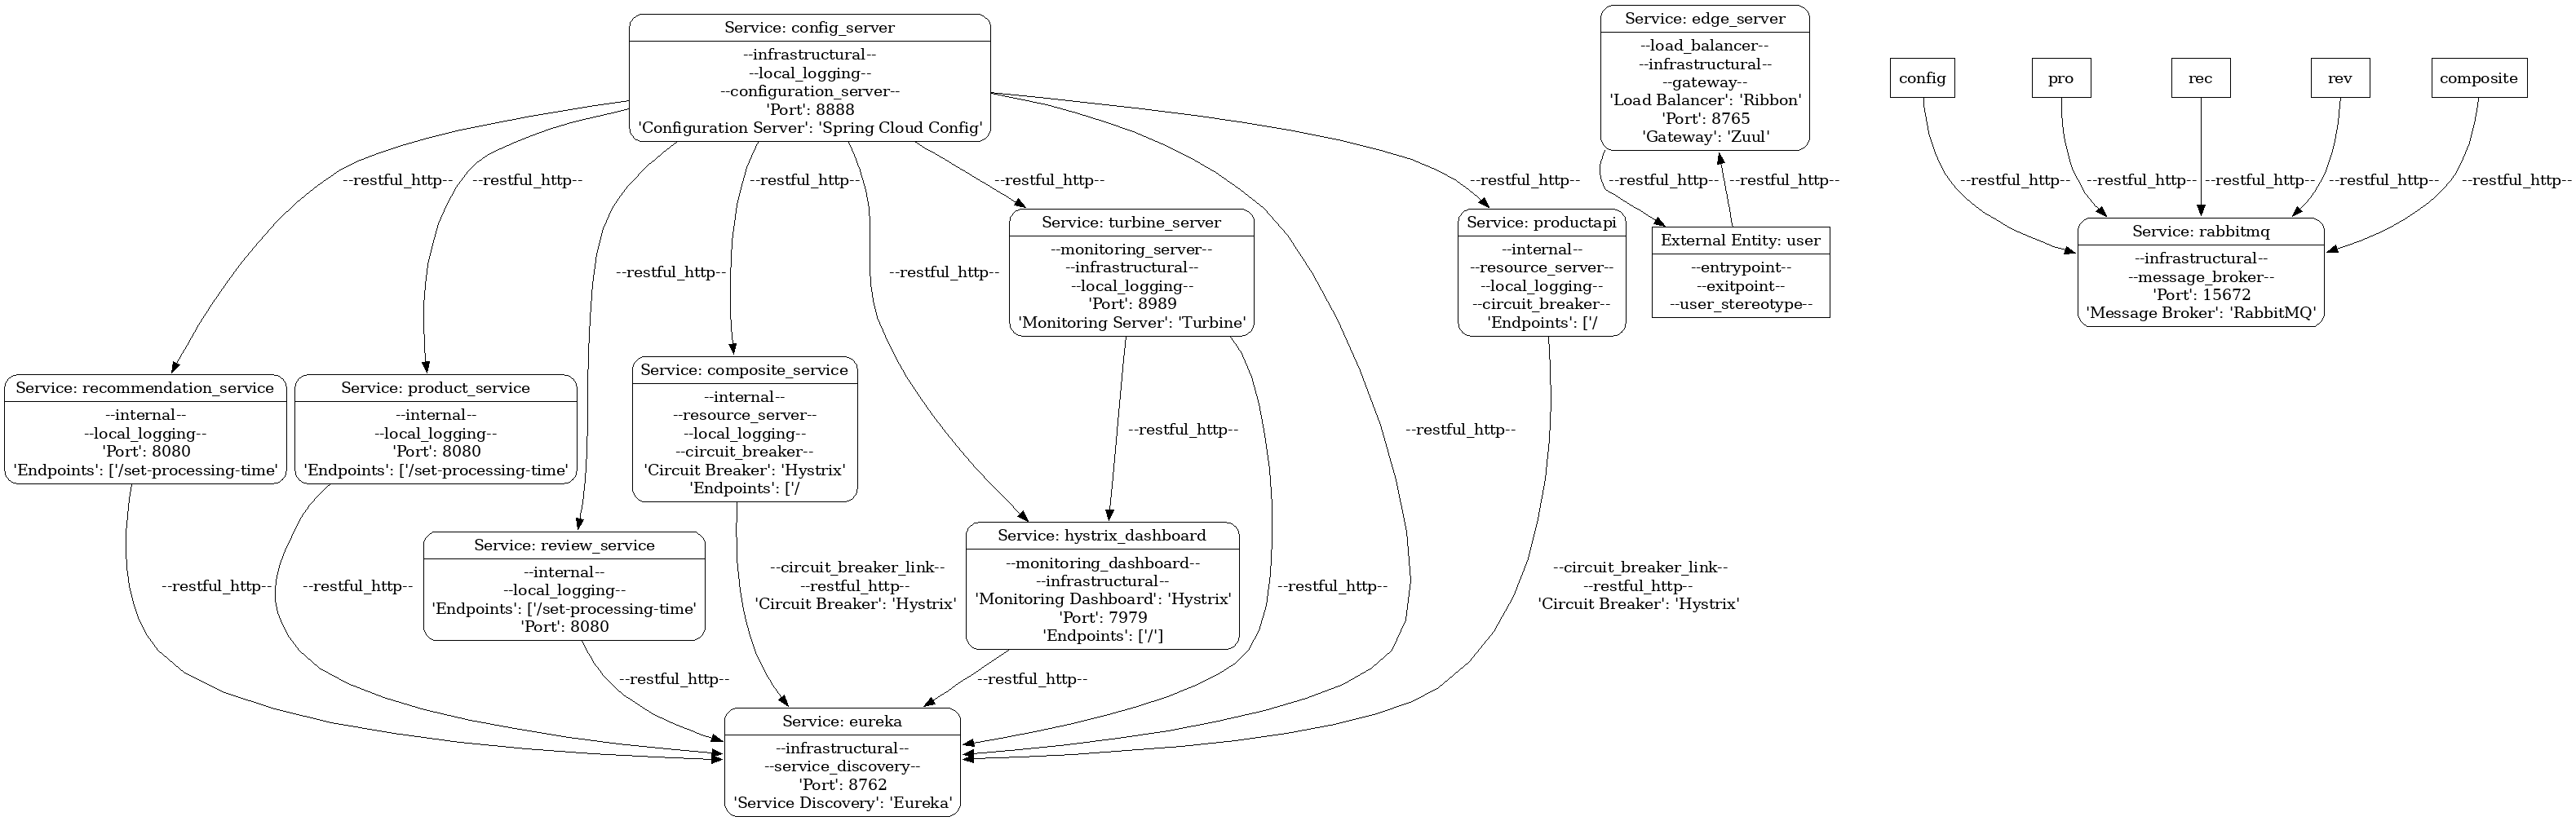 Service: config_server
--infrastructural--
--local_logging--
--configuration_server--
'Port': 8888
'Configuration Server': 'Spring Cloud Config'
Service: edge_server
--load_balancer--
--infrastructural--
--gateway--
'Load Balancer': 'Ribbon'
'Port': 8765
'Gateway': 'Zuul'
config
pro
rec
rev
composite
--restful_http--
--restful_http--
--restful_http--
--restful_http--
--restful_http--
--restful_http--
--restful_http--
--restful_http--
--restful_http--
--restful_http--
--restful_http--
--restful_http--
Service: turbine_server
--monitoring_server--
--infrastructural--
--local_logging--
'Port': 8989
'Monitoring Server': 'Turbine'
Service: productapi
--internal--
--resource_server--
--local_logging--
--circuit_breaker--
'Endpoints': ['/
External Entity: user
--entrypoint--
--exitpoint--
--user_stereotype--
Service: rabbitmq
--infrastructural--
--message_broker--
'Port': 15672
'Message Broker': 'RabbitMQ'
--restful_http--
--restful_http--
Service: recommendation_service
--internal--
--local_logging--
'Port': 8080
'Endpoints': ['/set-processing-time'
Service: product_service
--internal--
--local_logging--
'Port': 8080
'Endpoints': ['/set-processing-time'
Service: composite_service
--internal--
--resource_server--
--local_logging--
--circuit_breaker--
'Circuit Breaker': 'Hystrix'
'Endpoints': ['/
--restful_http--
--restful_http--
--restful_http--
--restful_http--
Service: review_service
--internal--
--local_logging--
'Endpoints': ['/set-processing-time'
'Port': 8080
--circuit_breaker_link--
--restful_http--
'Circuit Breaker': 'Hystrix'
Service: hystrix_dashboard
--monitoring_dashboard--
--infrastructural--
'Monitoring Dashboard': 'Hystrix'
'Port': 7979
'Endpoints': ['/']
--restful_http--
--circuit_breaker_link--
--restful_http--
'Circuit Breaker': 'Hystrix'
--restful_http--
--restful_http--
Service: eureka
--infrastructural--
--service_discovery--
'Port': 8762
'Service Discovery': 'Eureka'